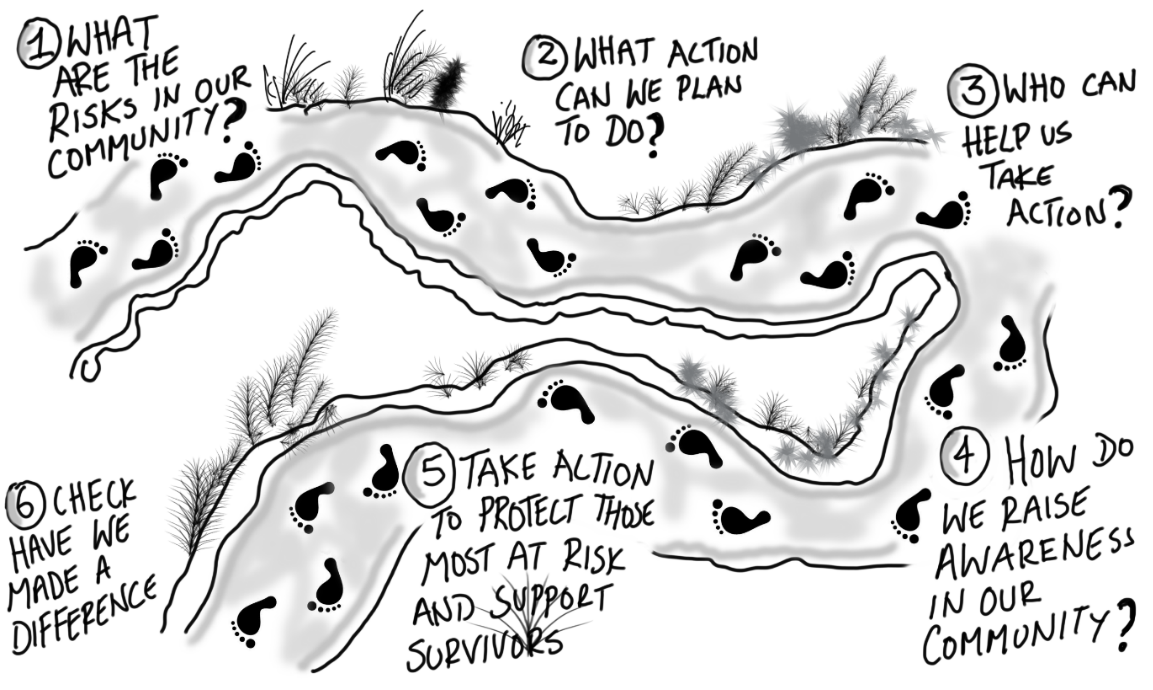 1 WHAT
ARE THE
RISKS IN OUR
COMMUNITY?
2 WHAT ACTION
CAN WE PLAN
TO DO?
3 WHO CAN
HELP US
TAKE
ACTION?
4 HOW DO
WE RAISE
AWARENESS
IN OUR
COMMUNITY?
5 TAKE ACTION
TO PROTECT THOSE
MOST AT RISK
AND SUPPORT
SURVIVORS
6 CHECK
HAVE WE
MADE A
DIFFERENCE